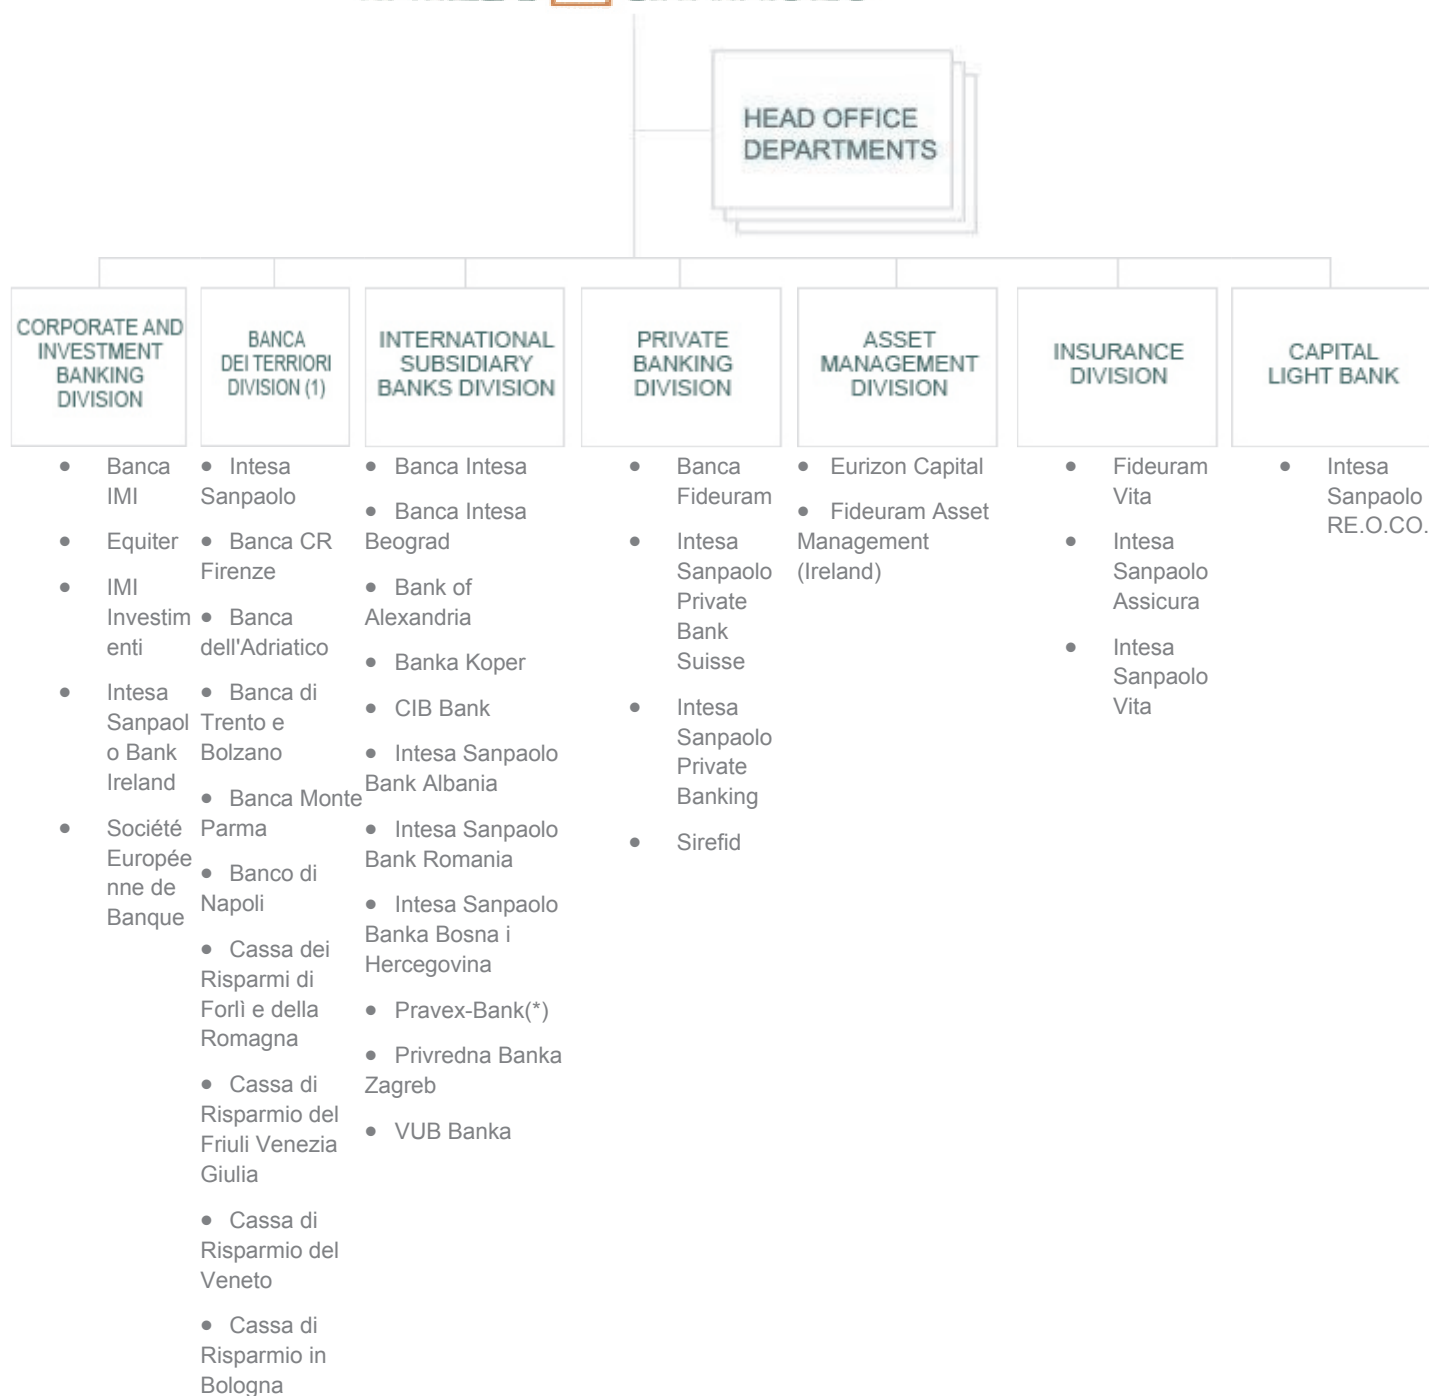 HEAD OFFICE
DEPARTMENTS
CORPORATE AND
INVESTMENT
BANKING
DIVISION
BANCA
DEI TERRIORI
DIVISION (1)
INTERNATIONAL
SUBSIDIARY
BANKS DIVISION
PRIVATE
BANKING
DIVISION
ASSET
MANAGEMENT
DIVISION
INSURANCE
DIVISION
CAPITAL
LIGHT BANK
• Banca
IMI
• Equiter
• IMI
Investim
enti
• Intesa
Sanpaol
o Bank
Ireland
• Société
Europée
nne de
Banque
• Intesa
Sanpaolo
• Banca CR
Firenze
• Banca
dell'Adriatico
• Banca di
Trento e
Bolzano
• Banca Monte
Parma
• Banco di
Napoli
• Cassa dei
Risparmi di
Forlì e della
Romagna
• Cassa di
Risparmio del
Friuli Venezia
Giulia
• Cassa di
Risparmio del
Veneto
• Cassa di
Risparmio in
Bologna
• Banca Intesa
• Banca Intesa
Beograd
• Bank of
Alexandria
• Banka Koper
• CIB Bank
• Intesa Sanpaolo
Bank Albania
• Intesa Sanpaolo
Bank Romania
• Intesa Sanpaolo
Banka Bosna i
Hercegovina
• Pravex-Bank(*)
• Privredna Banka
Zagreb
• VUB Banka
• Banca
Fideuram
• Intesa
Sanpaolo
Private
Bank
Suisse
• Intesa
Sanpaolo
Private
Banking
• Sirefid
• Eurizon Capital
• Fideuram Asset
Management
(Ireland)
• Fideuram
Vita
• Intesa
Sanpaolo
Assicura
• Intesa
Sanpaolo
Vita
• Intesa
Sanpaolo
RE.O.CO.